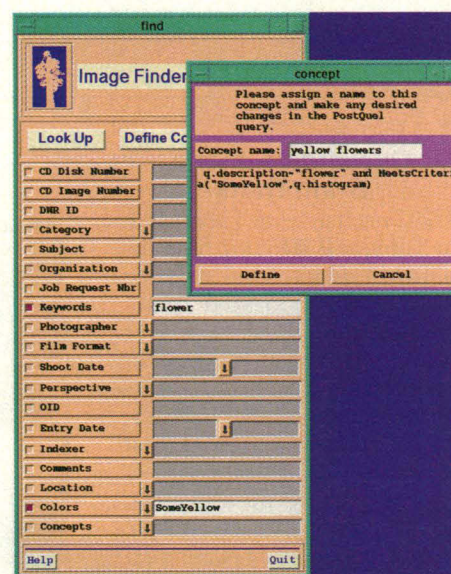 find
Image Finder
Look Up
CD Disk Number
CD Image Number
DWR ID
Category
Subject
Organization
Job Request Nbr
Keywords
flower
Photographer
Film Format
Shoot Date
Perspective
OID
Entry Date
Indexer
Comments
Location
Colors
SomeYellow
Concepts
Help
Quit
Define Co
concept
Please assign a name to this
concept and make any desired
changes in the PostQuel
query.
Concept name:
yellow flowers
q.description~"flower" and MeetsCriteri
a("SomeYellow",q.histogram)
Define
Cancel